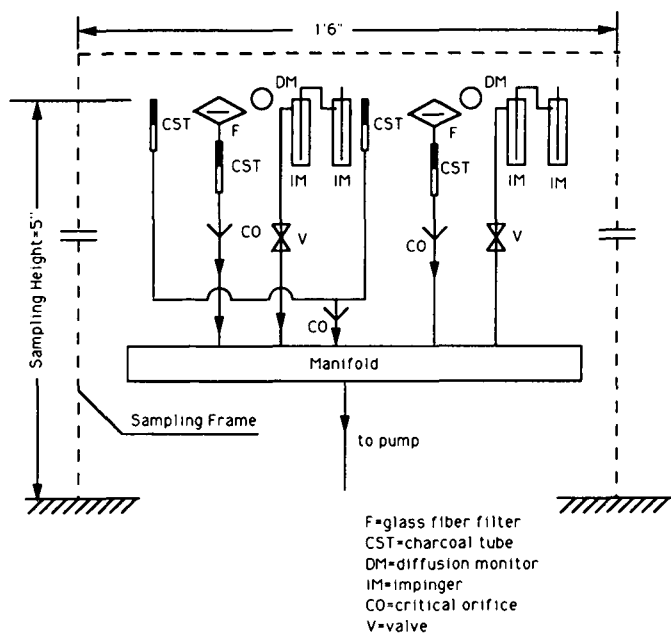 1'6"
DM
DM
CST
F
CST
F
CST
IM
IM
CST
IM
IM
CO
V
CO
V
CO
Manifold
Sampling Height=5"
Sampling Frame
to pump
F=glass fiber filter
CST=charcoal tube
DM=diffusion monitor
IM=impinger
CO=critical orifice
V=valve